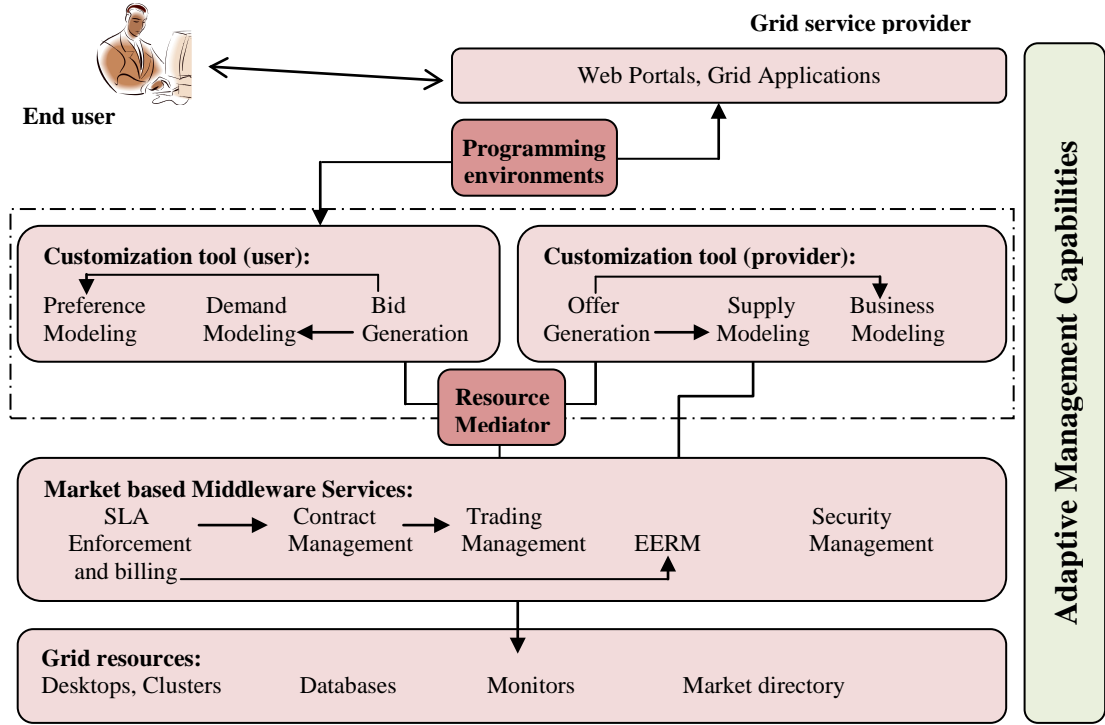 Grid service provider
Web Portals, Grid Applications
End user
Programming
environments
Customization tool (user):
Preference
Modeling
Demand
Modeling
Bid
Generation
Customization tool (provider):
Offer
Generation
Supply
Modeling
Business
Modeling
Resource
Mediator
Market based Middleware Services:
SLA
Enforcement
and billing
Contract
Management
Trading
Management
EERM
Security
Management
Grid resources:
Desktops, Clusters
Databases
Monitors
Market directory
Adaptive Management Capabilities